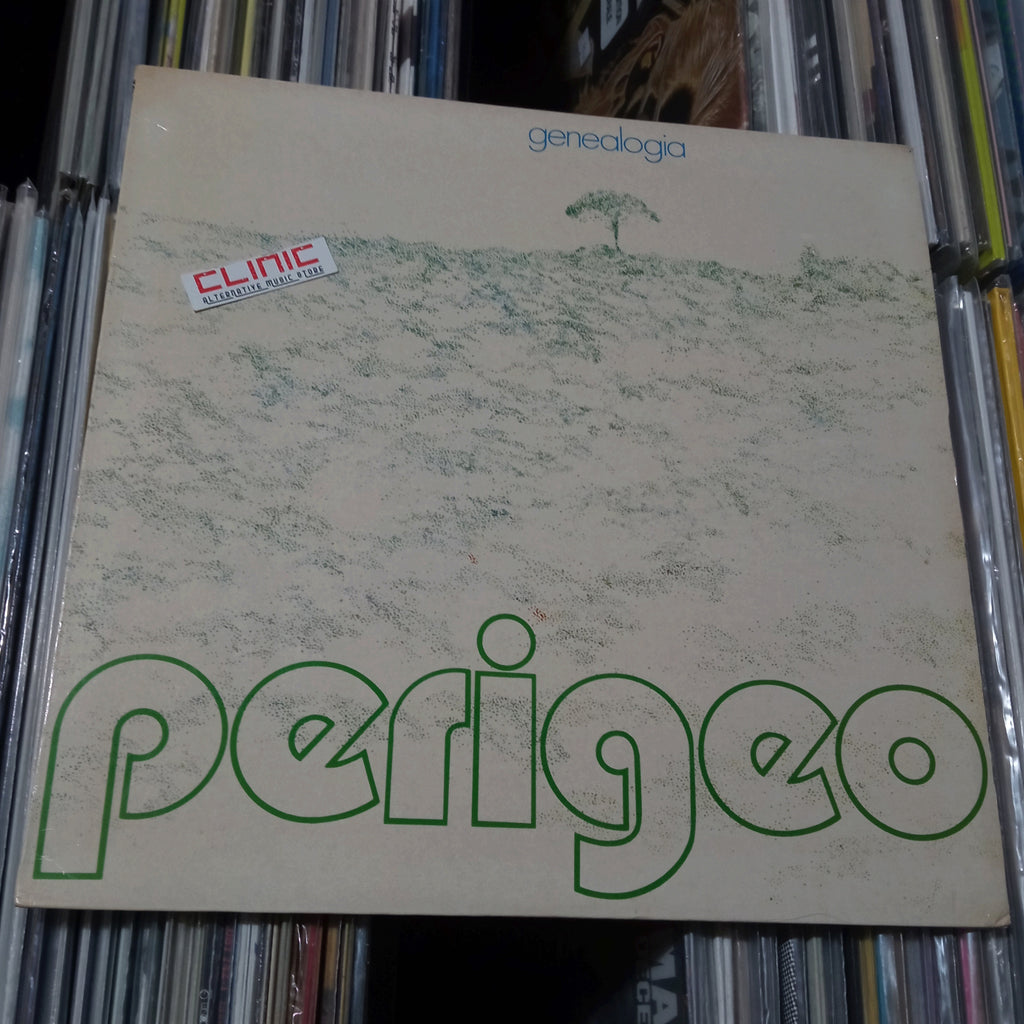 genealogia
CLINIC
ALTERNATIVE MUSIC STORE
perigeo